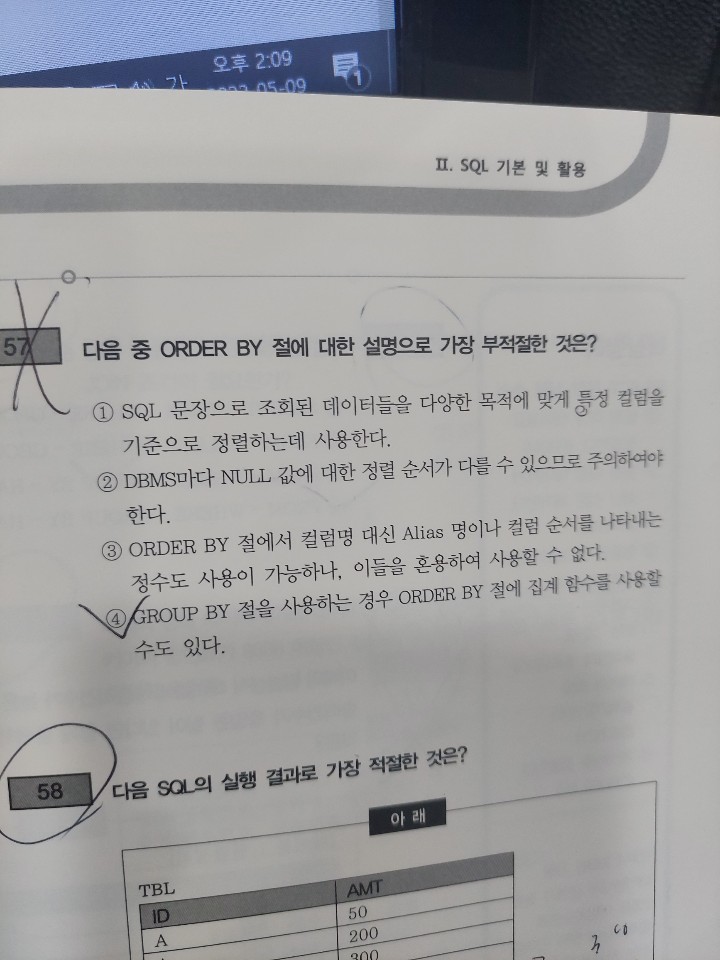 오후 2:09
가
05-09
1
II. SQL 기본 및 활용
57
다음 중 ORDER BY 절에 대한 설명으로 가장 부적절한 것은?
① SQL 문장으로 조회된 데이터들을 다양한 목적에 맞게 특정 컬럼을
기준으로 정렬하는데 사용한다.
② DBMS마다 NULL 값에 대한 정렬 순서가 다를 수 있으므로 주의하여야
한다.
③ ORDER BY 절에서 컬럼명 대신 Alias 명이나 컬럼 순서를 나타내는
정수도 사용이 가능하나, 이들을 혼용하여 사용할 수 없다.
④ GROUP BY 절을 사용하는 경우 ORDER BY 절에 집계 함수를 사용할
수도 있다.
58
다음 SQL의 실행 결과로 가장 적절한 것은?
아 래
TBL
ID AMT
A 50
200
300